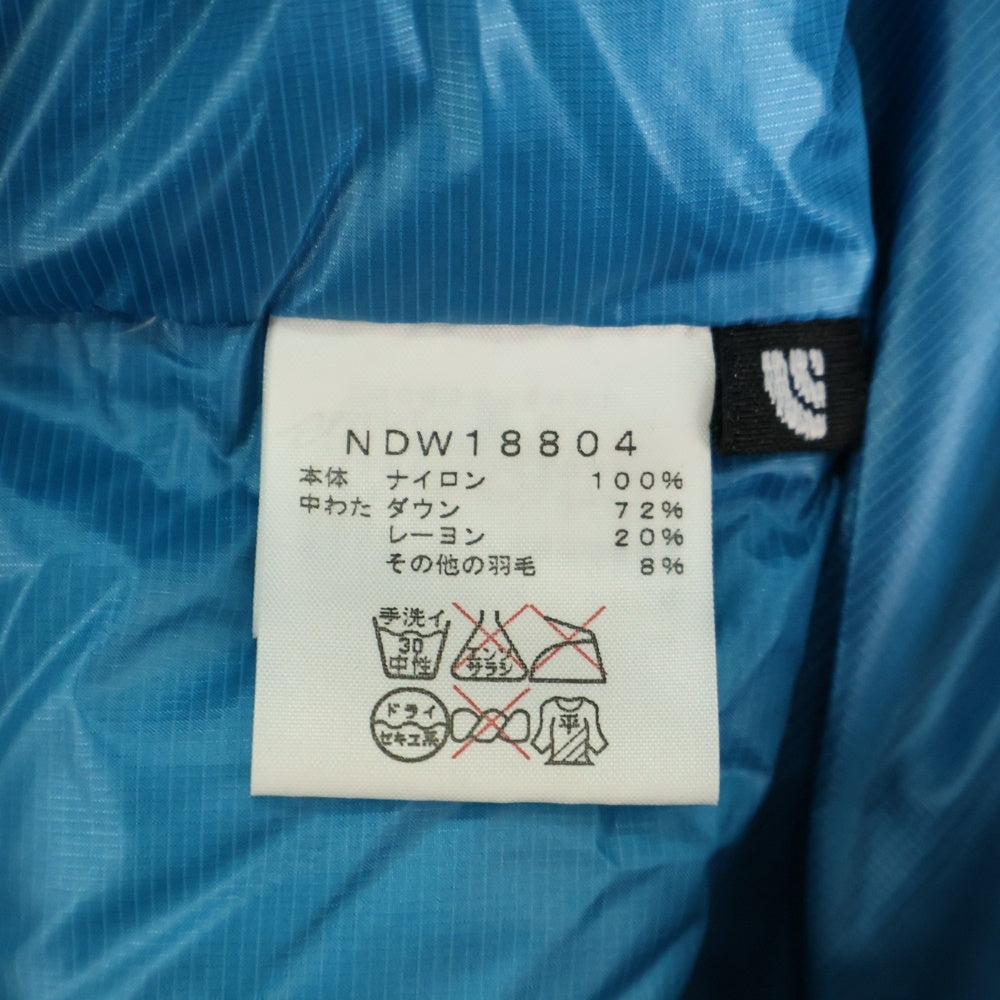 NDW18804
本体 ナイロン 100%
中わた ダウン 72%
レーヨン 20%
その他の羽毛 8%
手洗イ
30
中性
エンソ
サラシ
ドライ
セキユ系
平